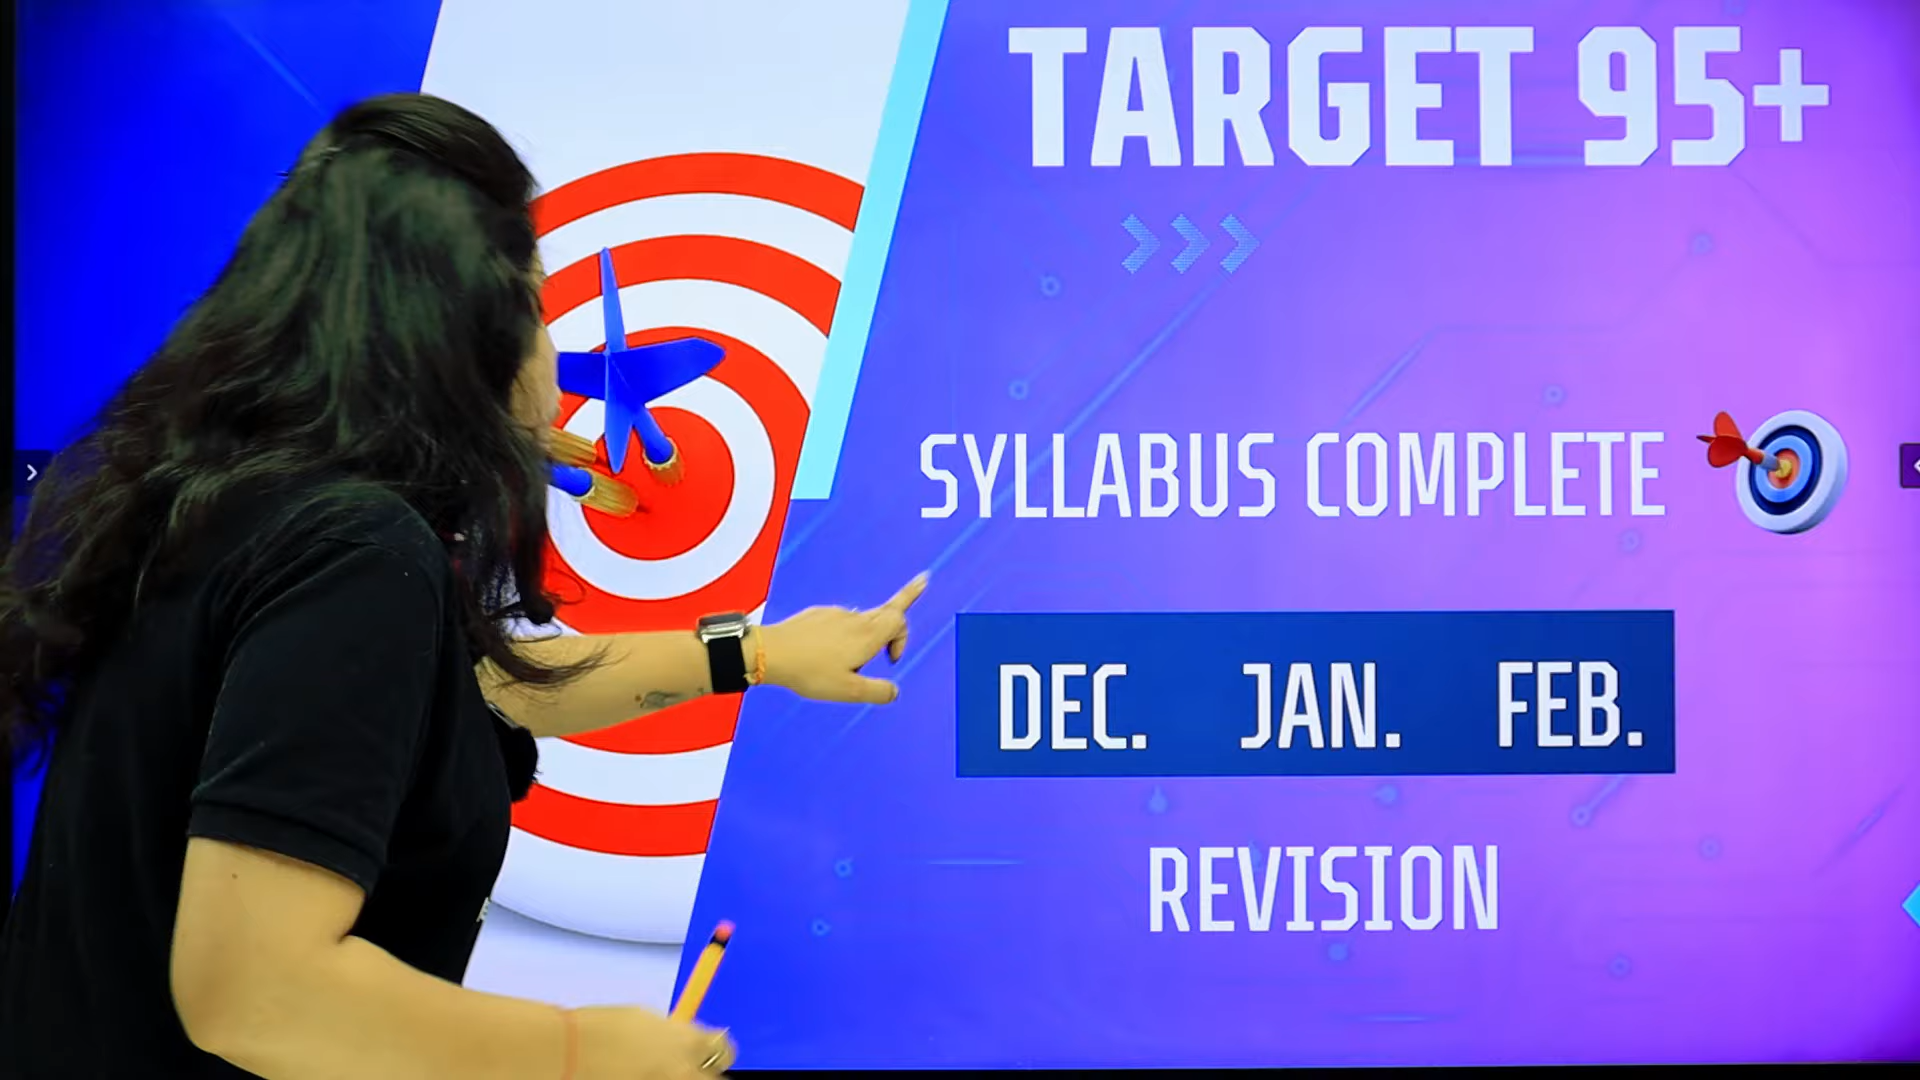 TARGET 95+
SYLLABUS COMPLETE
DEC. JAN. FEB.
REVISION